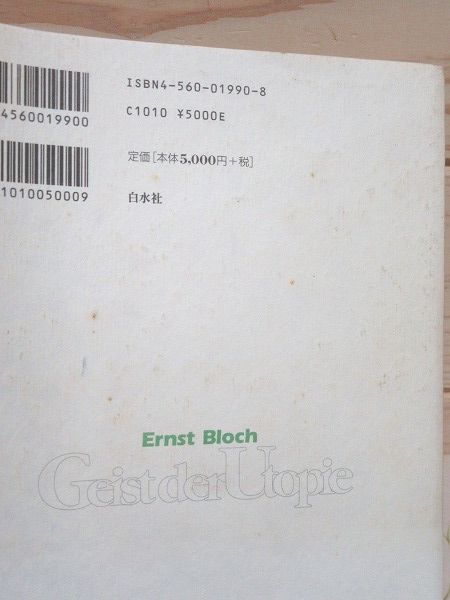 ISBN4-560-01990-8
C1010 ¥5000E
4560019900
定価[本体5,000円+税]
1010050009
白水社
Ernst Bloch
Geist der Utopie